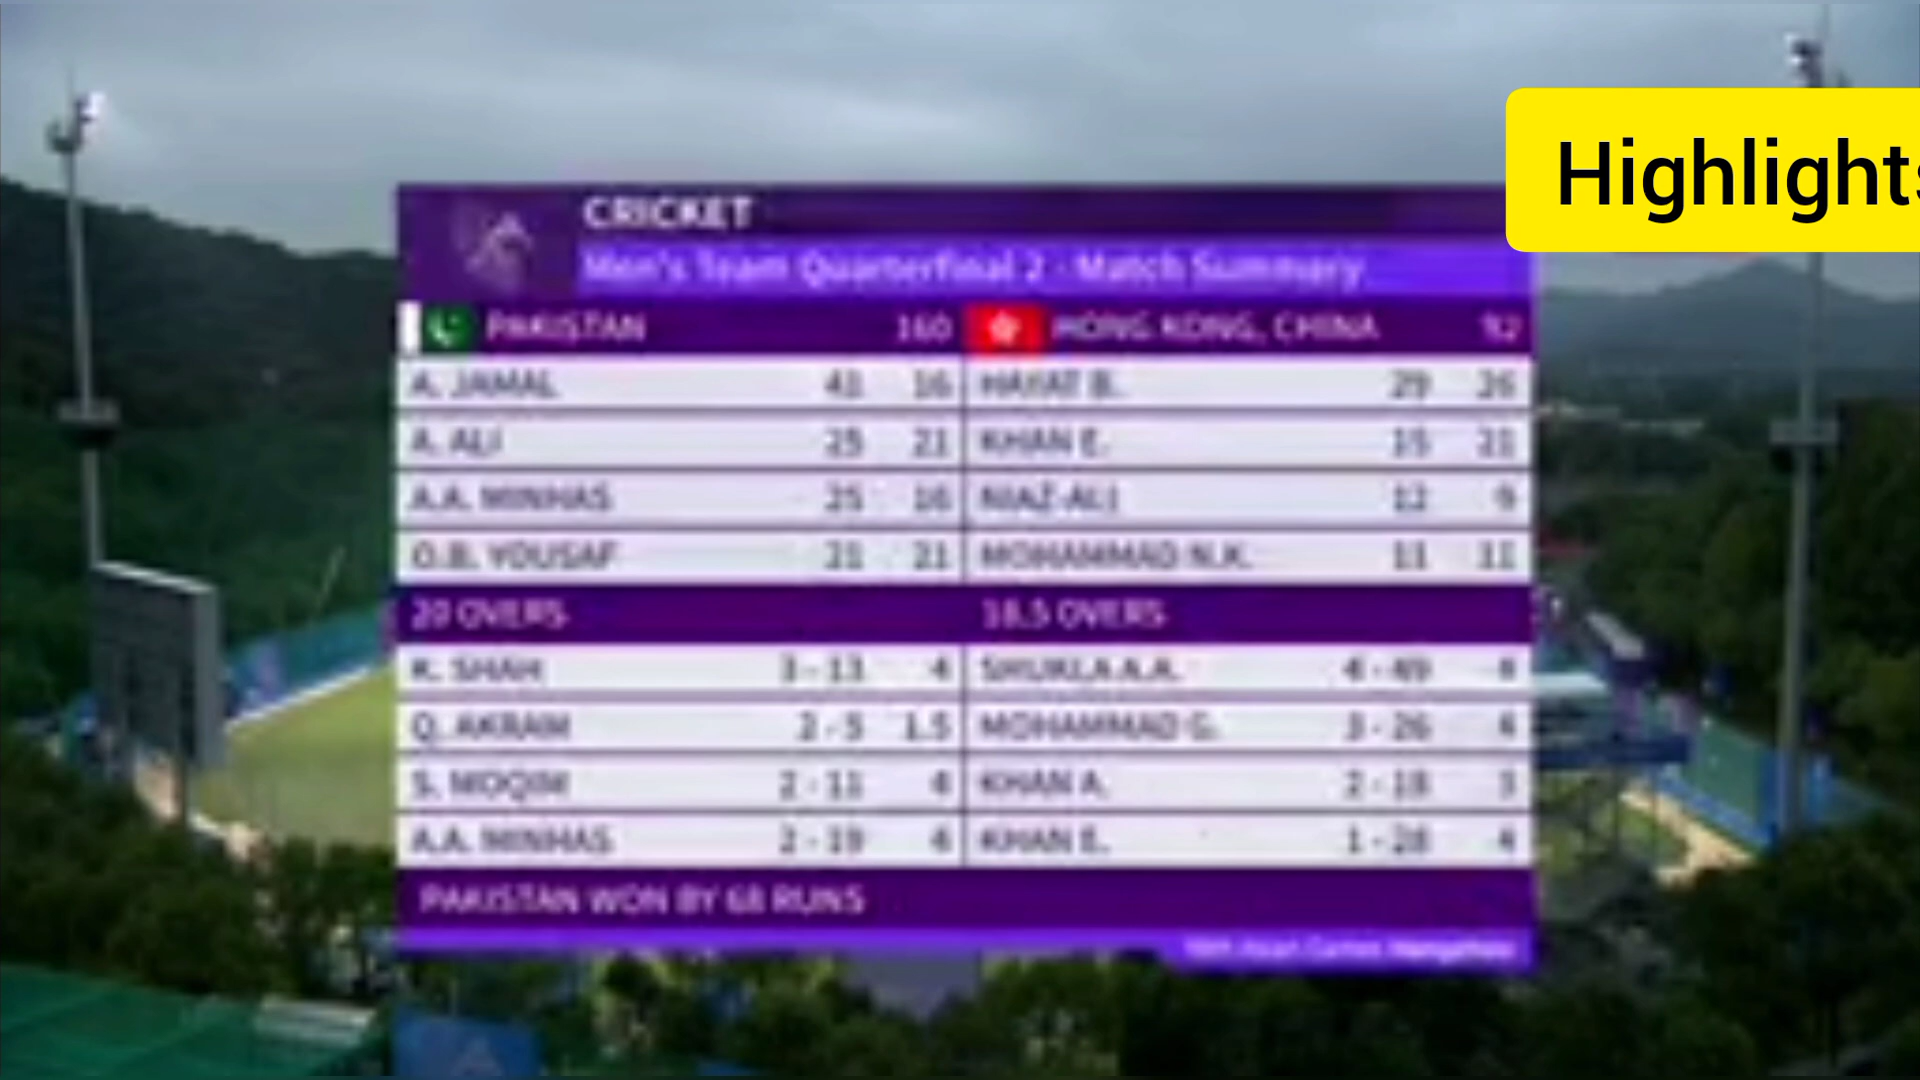 Highlights
CRICKET
Men's Team Quarterfinal 2 - Match Summary
PAKISTAN 160 HONG KONG, CHINA 92
A. JAMAL 41 16 HAYAT B. 29 26
A. ALI 25 21 KHAN E. 15 21
A.A. MINHAS 25 16 NIAZ ALI 12 9
O.B. YOUSAF 21 21 MOHAMMAD N.K. 11 11
20 OVERS 18.5 OVERS
K. SHAH 3 - 13 4 SHUKLA A.A. 4 - 49 4
Q. AKRAM 2 - 5 1.5 MOHAMMAD G. 3 - 26 4
S. MOQIM 2 - 11 4 KHAN A. 2 - 18 3
A.A. MINHAS 2 - 19 4 KHAN E. 1 - 28 4
PAKISTAN WON BY 68 RUNS
19th Asian Games Hangzhou